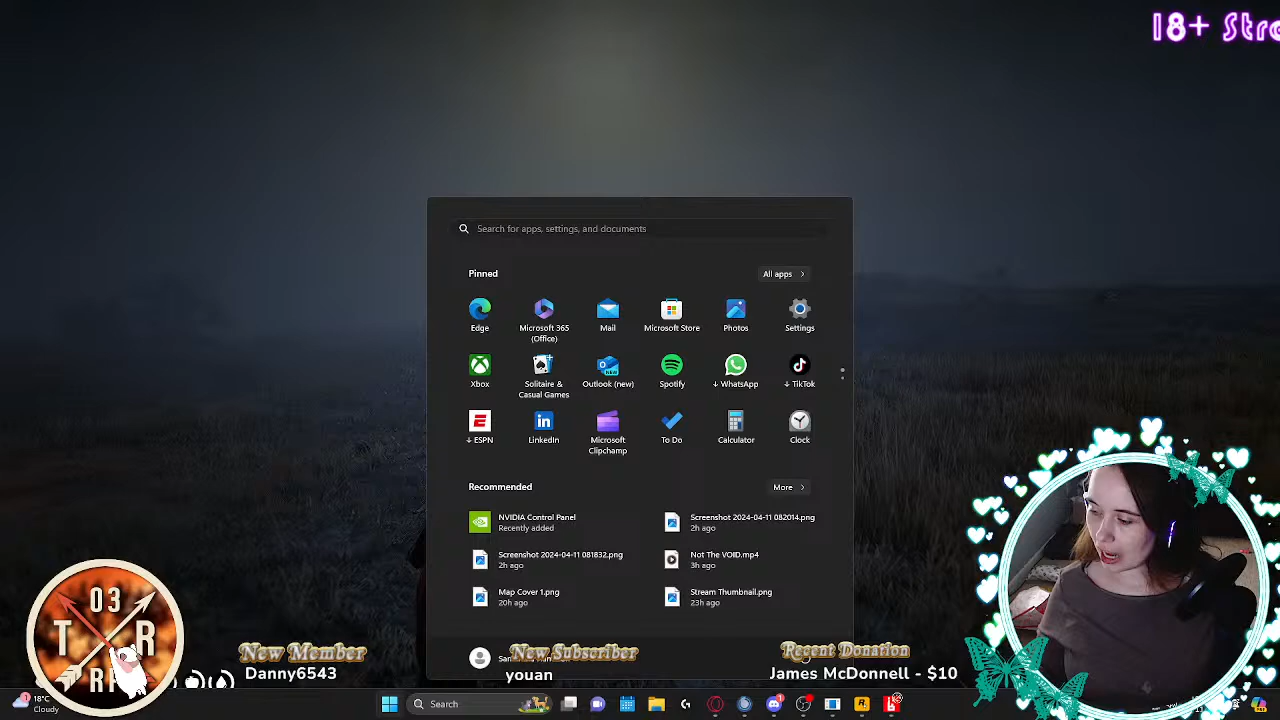 18+ Stre
Search for apps, settings, and documents
Pinned
All apps
Edge
Microsoft 365
(Office)
Mail
Microsoft Store
Photos
Settings
Xbox
Solitaire &
Casual Games
Outlook (new)
Spotify
WhatsApp
TikTok
ESPN
LinkedIn
Microsoft
Clipchamp
To Do
Calculator
Clock
Recommended
More
NVIDIA Control Panel
Recently added
Screenshot 2024-04-11 082014.png
2h ago
Screenshot 2024-04-11 081832.png
2h ago
Not The VOID.mp4
3h ago
Map Cover 1.png
20h ago
Stream Thumbnail.png
23h ago
03
T R
New Member
Danny6543
New Subscriber
youan
Recent Donation
James McDonnell - $10
18°C
Cloudy
Search